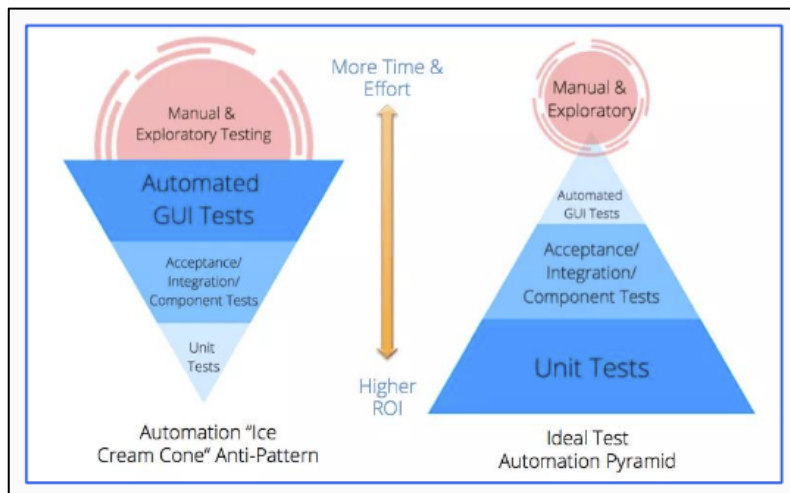 Manual &
Exploratory Testing
Automated
GUI Tests
Acceptance/
Integration/
Component Tests
Unit
Tests
Automation “Ice
Cream Cone” Anti-Pattern
More Time &
Effort
Higher
ROI
Manual &
Exploratory
Automated
GUI Tests
Acceptance/
Integration/
Component Tests
Unit Tests
Ideal Test
Automation Pyramid